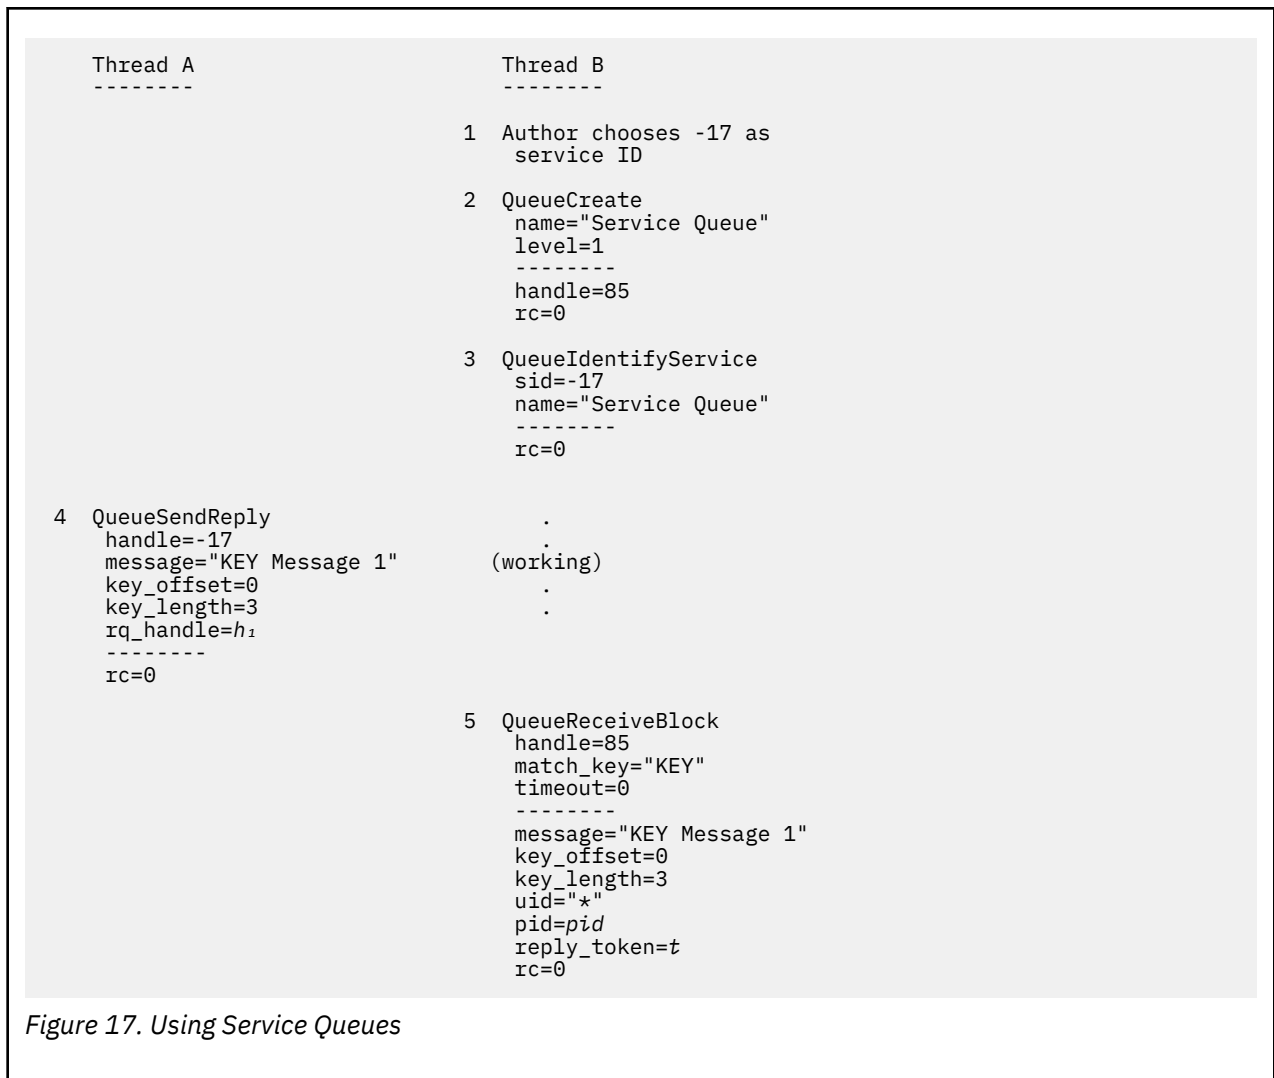 Thread A                        Thread B
--------                        --------
1  Author chooses -17 as
service ID
2  QueueCreate
name="Service Queue"
level=1
--------
handle=85
rc=0
3  QueueIdentifyService
sid=-17
name="Service Queue"
--------
rc=0
4  QueueSendReply                     .
handle=-17                        .
message="KEY Message 1"       (working)
key_offset=0                      .
key_length=3                      .
rq_handle=h₁
--------
rc=0
5  QueueReceiveBlock
handle=85
match_key="KEY"
timeout=0
--------
message="KEY Message 1"
key_offset=0
key_length=3
uid="*"
pid=pid
reply_token=t
rc=0
Figure 17. Using Service Queues